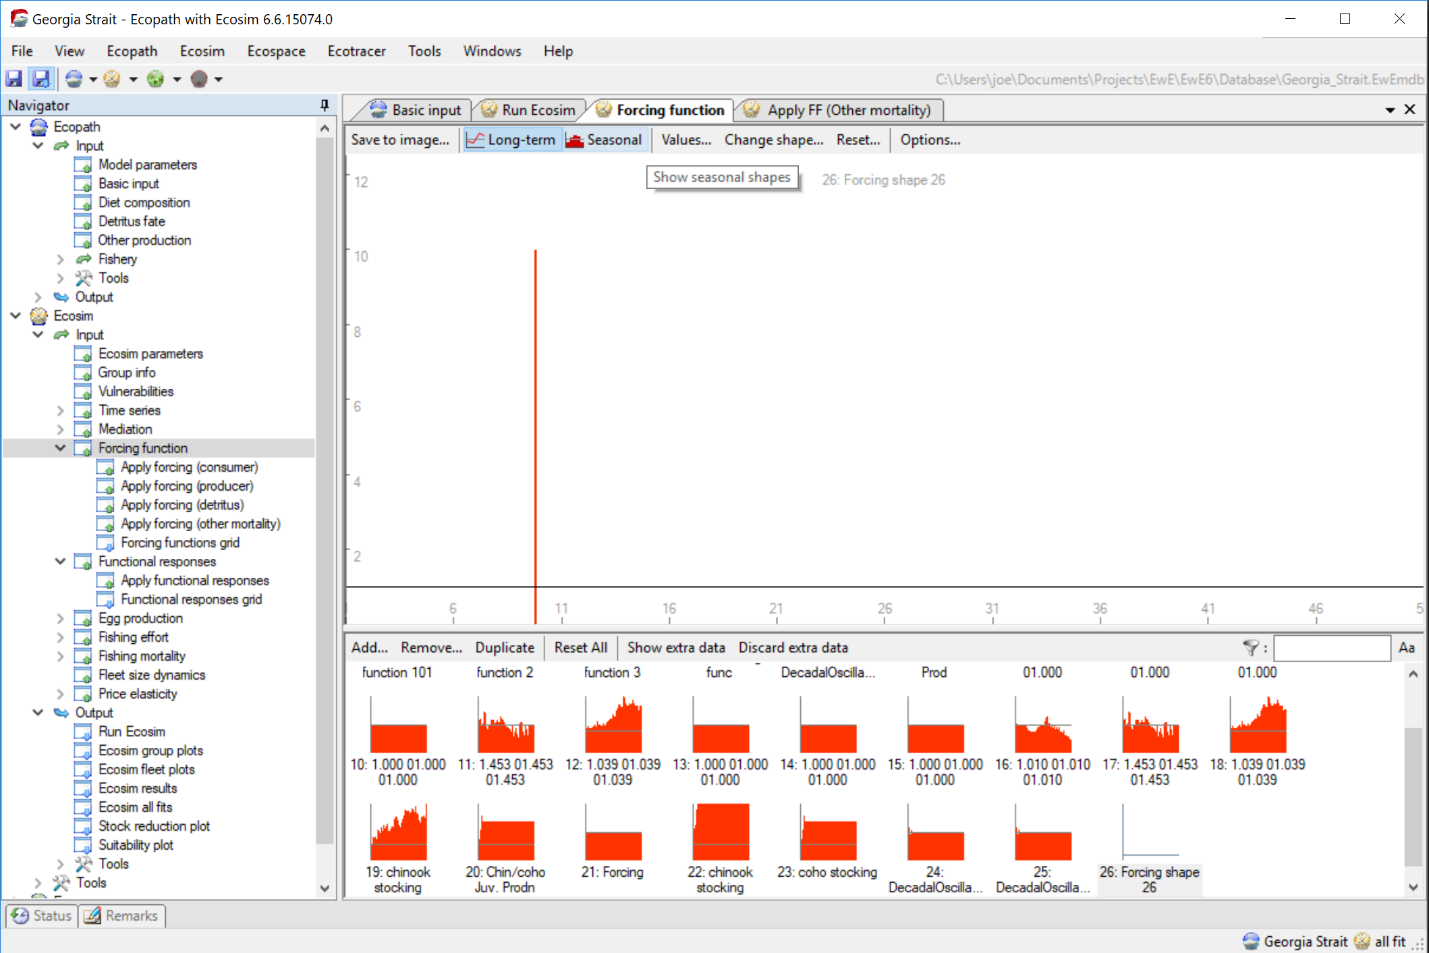 Georgia Strait - Ecopath with Ecosim 6.6.15074.0
File View Ecopath Ecosim Ecospace Ecotracer Tools Windows Help
C:\Users\joe\Documents\Projects\EwE\EwE6\Database\Georgia_Strait.EwEmdb
Navigator
Ecopath
Input
Model parameters
Basic input
Diet composition
Detritus fate
Other production
Fishery
Tools
Output
Ecosim
Input
Ecosim parameters
Group info
Vulnerabilities
Time series
Mediation
Forcing function
Apply forcing (consumer)
Apply forcing (producer)
Apply forcing (detritus)
Apply forcing (other mortality)
Forcing functions grid
Functional responses
Apply functional responses
Functional responses grid
Egg production
Fishing effort
Fishing mortality
Fleet size dynamics
Price elasticity
Output
Run Ecosim
Ecosim group plots
Ecosim fleet plots
Ecosim results
Ecosim all fits
Stock reduction plot
Suitability plot
Tools
Tools
Basic input Run Ecosim Forcing function Apply FF (Other mortality)
Save to image... Long-term Seasonal Values... Change shape... Reset... Options...
Show seasonal shapes
26: Forcing shape 26
12
10
8
6
4
2
6 11 16 21 26 31 36 41 46 5
Add... Remove... Duplicate Reset All Show extra data Discard extra data : Aa
function 101 function 2 function 3 func DecadalOscilla... Prod 01.000 01.000 01.000
10: 1.000 01.000 11: 1.453 01.453 12: 1.039 01.039 13: 1.000 01.000 14: 1.000 01.000 15: 1.000 01.000 16: 1.010 01.010 17: 1.453 01.453 18: 1.039 01.039
01.000 01.453 01.039 01.000 01.000 01.000 01.010 01.453 01.039
19: chinook 20: Chin/coho 21: Forcing 22: chinook 23: coho stocking 24: 25: 26: Forcing shape
stocking Juv. Prodn stocking DecadalOscilla... DecadalOscilla... 26
Status Remarks
Georgia Strait all fit